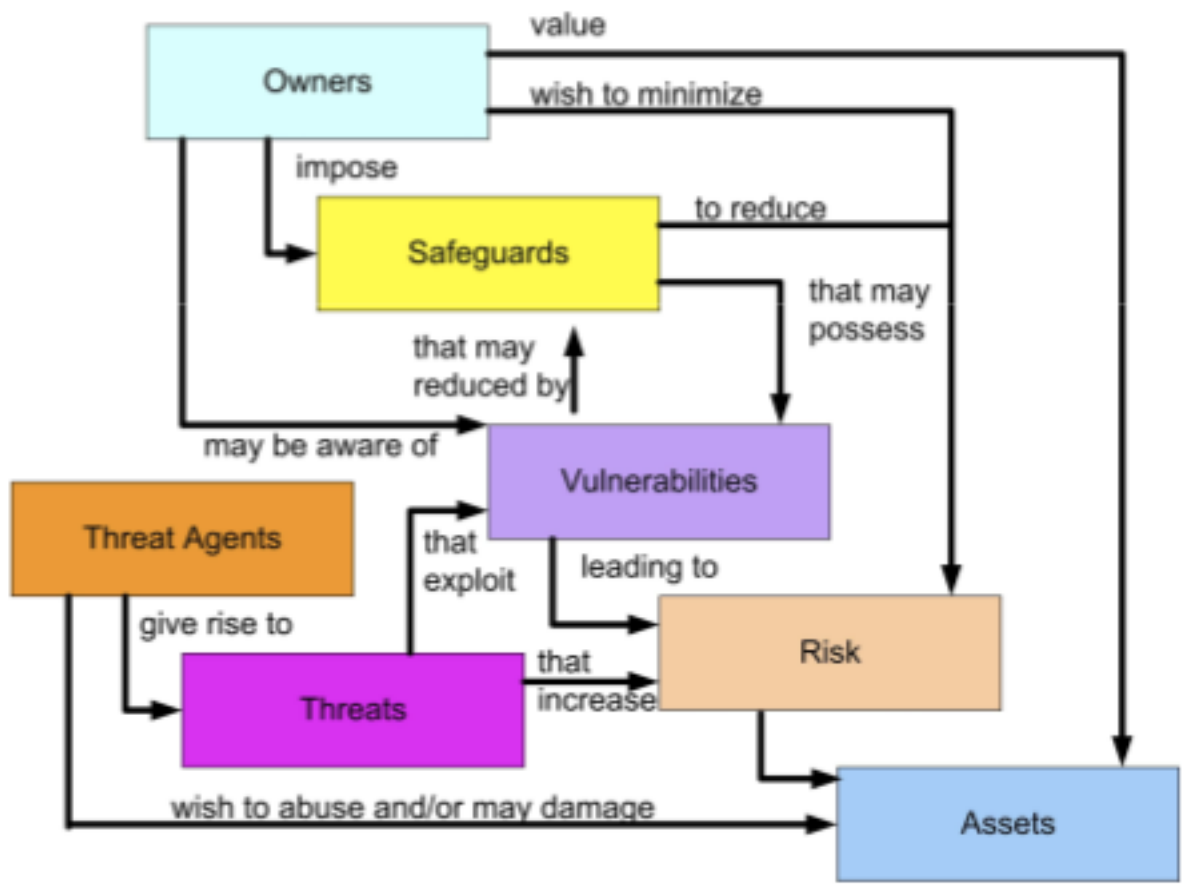 value
Owners
wish to minimize
impose
to reduce
Safeguards
that may
possess
that may
reduced by
may be aware of
Vulnerabilities
Threat Agents
that
exploit
leading to
give rise to
Risk
that
increase
Threats
wish to abuse and/or may damage
Assets